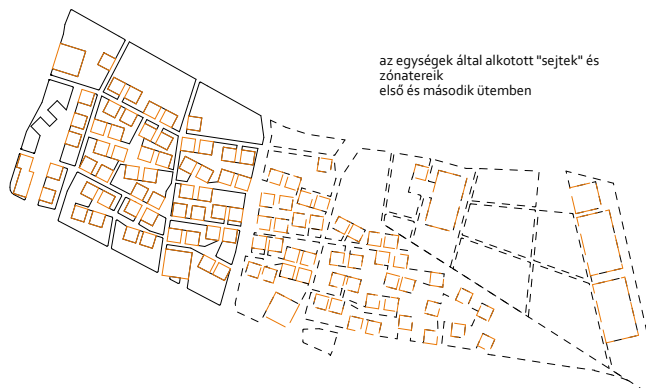 az egységek által alkotott "sejtek" és
zónatereik
első és második ütemben